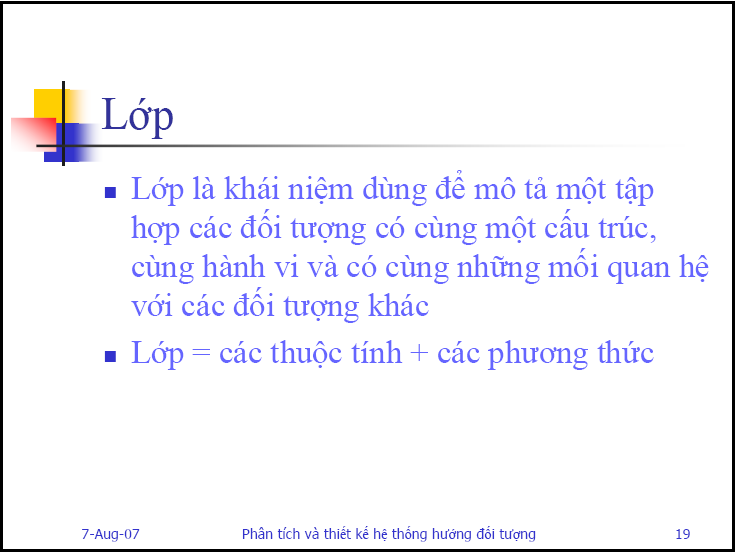 Lớp
Lớp là khái niệm dùng để mô tả một tập
hợp các đối tượng có cùng một cấu trúc,
cùng hành vi và có cùng những mối quan hệ
với các đối tượng khác
Lớp = các thuộc tính + các phương thức
7-Aug-07
Phân tích và thiết kế hệ thống hướng đối tượng
19